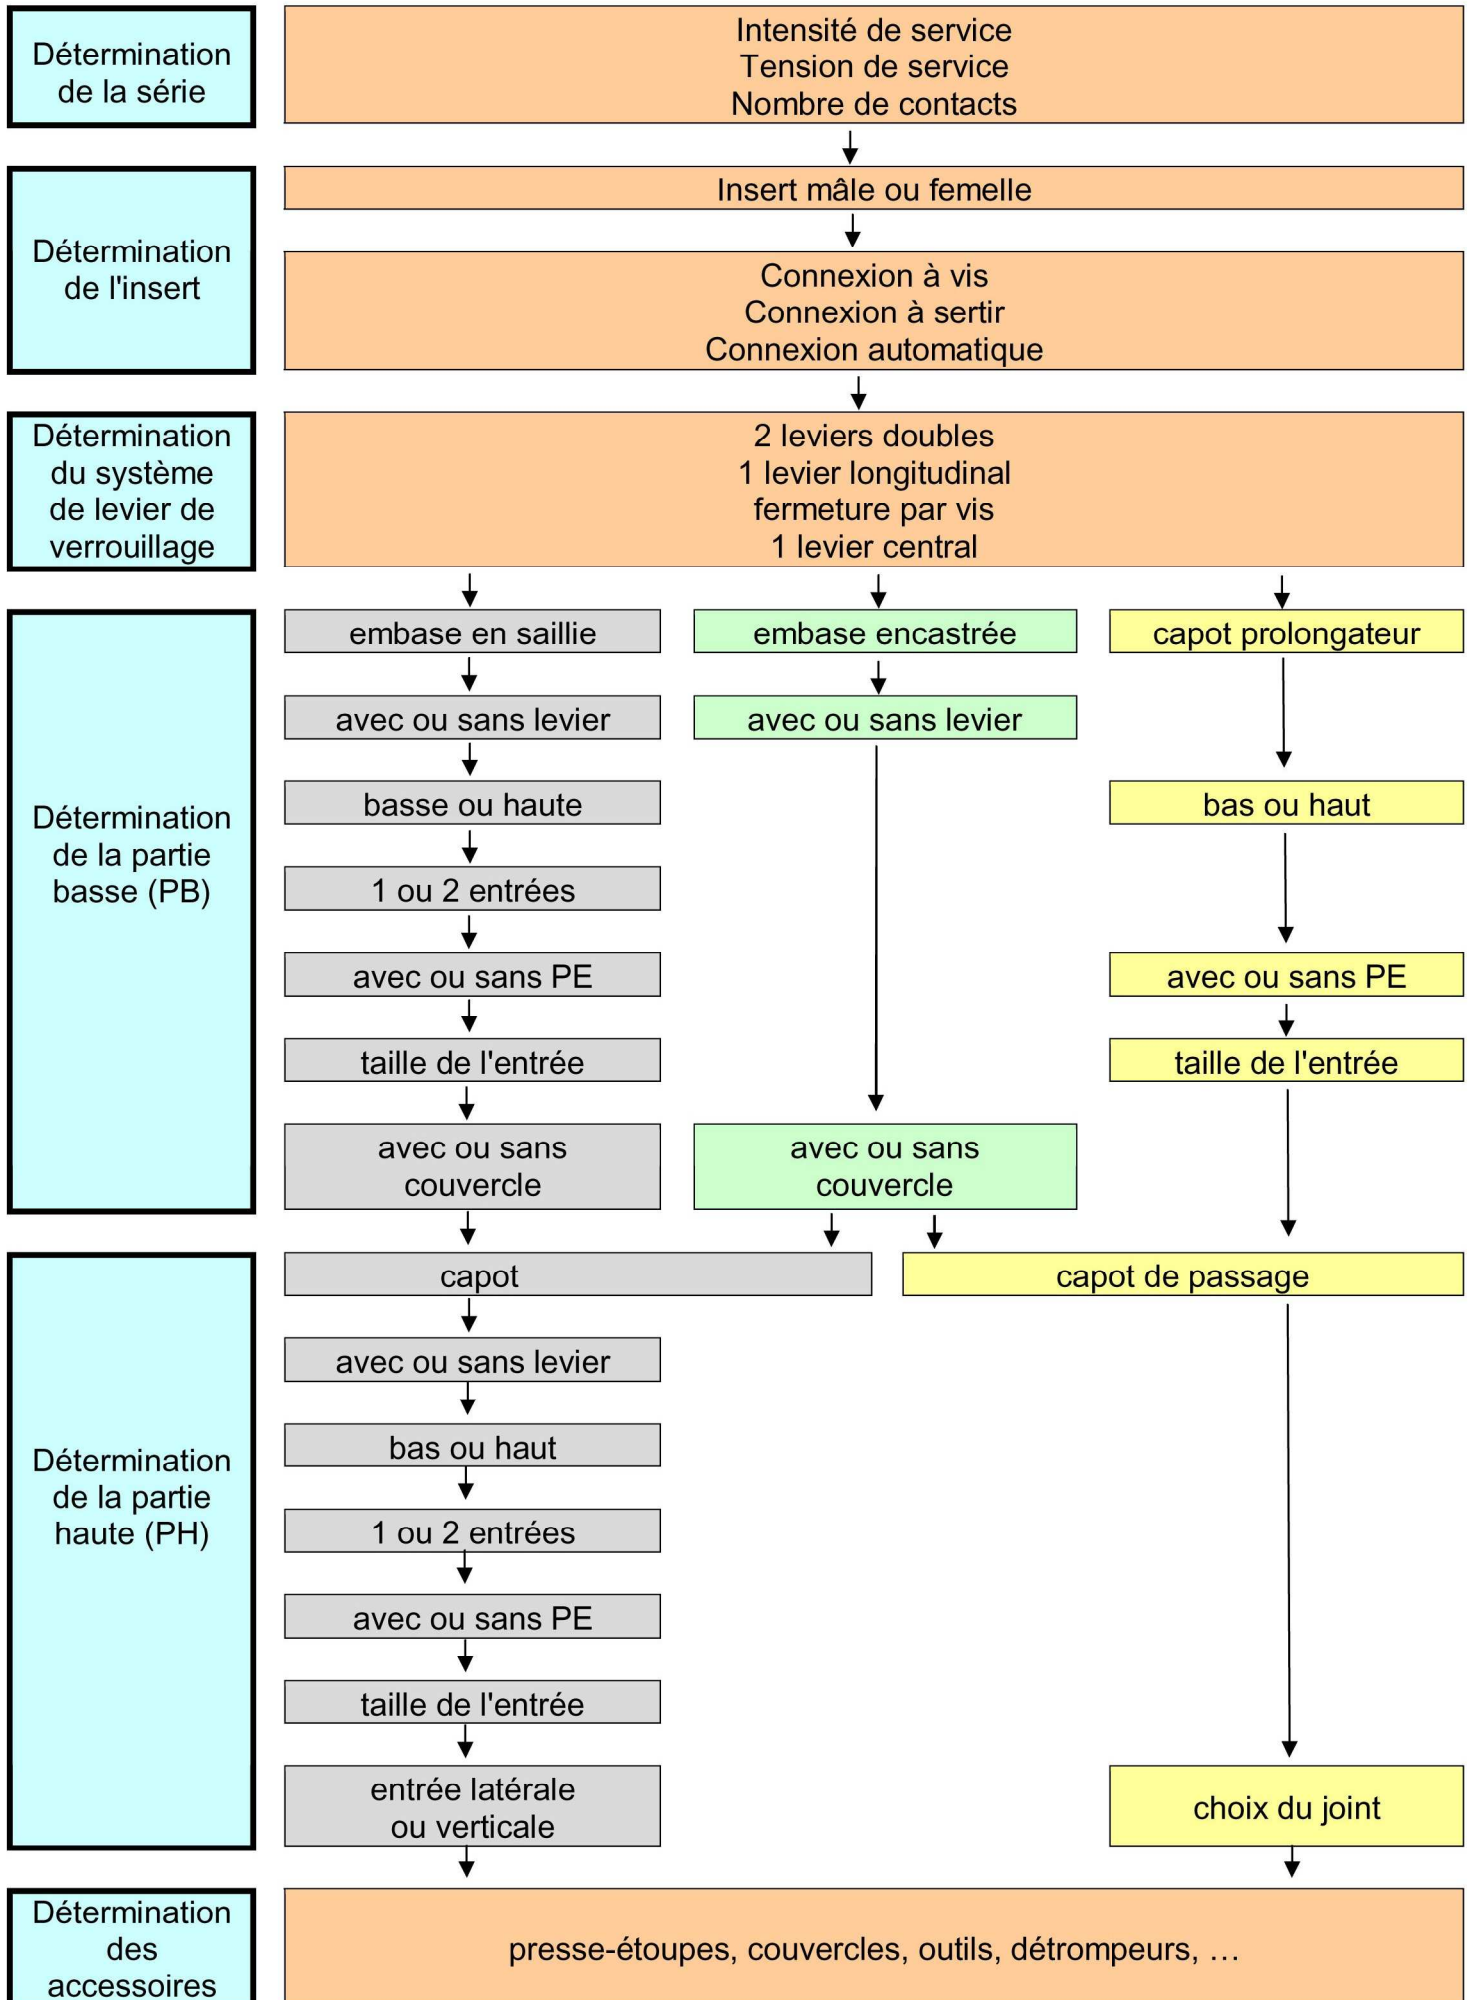 Détermination
de la série
Intensité de service
Tension de service
Nombre de contacts
Détermination
de l'insert
Insert mâle ou femelle
Connexion à vis
Connexion à sertir
Connexion automatique
Détermination
du système
de levier de
verrouillage
2 leviers doubles
1 levier longitudinal
fermeture par vis
1 levier central
Détermination
de la partie
basse (PB)
embase en saillie
avec ou sans levier
basse ou haute
1 ou 2 entrées
avec ou sans PE
taille de l'entrée
avec ou sans
couvercle
embase encastrée
avec ou sans levier
avec ou sans
couvercle
capot prolongateur
bas ou haut
avec ou sans PE
taille de l'entrée
Détermination
de la partie
haute (PH)
capot
avec ou sans levier
bas ou haut
1 ou 2 entrées
avec ou sans PE
taille de l'entrée
entrée latérale
ou verticale
capot de passage
choix du joint
Détermination
des
accessoires
presse-étoupes, couvercles, outils, détrompeurs, …